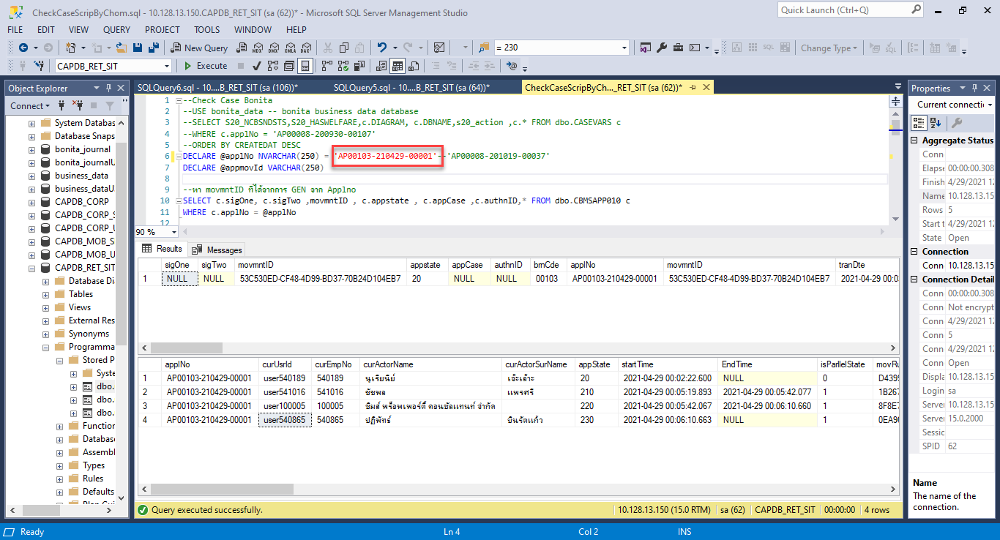 CheckCaseScripByChom.sql - 10.128.13.150.CAPDB_RET_SIT (sa (62))* - Microsoft SQL Server Management Studio
Quick Launch (Ctrl+Q)
FILE EDIT VIEW QUERY PROJECT TOOLS WINDOW HELP
New Query MDX DMX XMLA DAX = 230 Change Type
CAPDB_RET_SIT Execute
Object Explorer
Connect
System Databas
Database Snaps
bonita_journal
bonita_journalU
business_data
business_dataU
CAPDB_CORP
CAPDB_CORP_S
CAPDB_CORP_U
CAPDB_MOB_S
CAPDB_MOB_U
CAPDB_RET_SIT
Database Di
Tables
Views
External Res
Synonyms
Programma
Stored P
Syste
dbo.
dbo.
dbo.
Function
Database
Assembl
Types
Rules
Defaults
SQLQuery6.sql - 10....B_RET_SIT (sa (106))* SQLQuery5.sql - 10....B_RET_SIT (sa (64))* CheckCaseScripByCh..._RET_SIT (sa (62))*
1 --Check Case Bonita
2 --USE bonita_data -- bonita business data database
3 --SELECT S20_NCBSNDSTS,S20_HASWELFARE,c.DIAGRAM, c.DBNAME,s20_action ,c.* FROM dbo.CASEVARS c
4 --WHERE c.applNo = 'AP00008-200930-00107'
5 --ORDER BY CREATEDAT DESC
6 DECLARE @applNo NVARCHAR(250) = 'AP00103-210429-00001'--'AP00008-201019-00037'
7 DECLARE @appmovId VARCHAR(250)
8
9 --หา movmntID ที่ได้จากการ GEN จาก Applno
10 SELECT c.sigOne, c.sigTwo ,movmntID , c.appstate , c.appCase ,c.authnID,* FROM dbo.CBMSAPP010 c
11 WHERE c.applNo = @applNo
12
90 %
Results Messages
sigOne sigTwo movmntID appstate appCase authnID bmCde applNo movmntID tranDte
1 NULL NULL 53C530ED-CF48-4D99-BD37-70B24D104EB7 20 NULL NULL 00103 AP00103-210429-00001 53C530ED-CF48-4D99-BD37-70B24D104EB7 2021-04-29 00:0
applNo curUsrId curEmpNo curActorName curActorSurName appState startTime EndTime isParllelState movRu
1 AP00103-210429-00001 user540189 540189 นูเรียนีย์ เจ๊ะเล๊าะ 20 2021-04-29 00:02:22.600 NULL 0 D4399
2 AP00103-210429-00001 user541016 541016 ชัชพล แพรศรี 210 2021-04-29 00:05:19.893 2021-04-29 00:05:42.077 1 1B267
3 AP00103-210429-00001 user100005 100005 ซิมส์ พร็อพเพอร์ตี้ คอนซัลแทนท์ จำกัด 220 2021-04-29 00:05:42.067 2021-04-29 00:06:10.660 1 8F8E7
4 AP00103-210429-00001 user540865 540865 ปฏิพัทธ์ บินรัตแก้ว 230 2021-04-29 00:06:10.663 NULL 1 0EA96
Query executed successfully. 10.128.13.150 (15.0 RTM) sa (62) CAPDB_RET_SIT 00:00:00 4 rows
Properties
Current connectio
Aggregate Status
Conn
Elapse 00:00:00.308
Finish 4/29/2021 12
Name 10.128.13.15
Rows 5
Start t 4/29/2021 12
State Open
Connection
Conn 10.128.13.15
Connection Detail
Conn 00:00:00.308
Conn Not encrypt
Conn 4/29/2021 12
Conn 5
Conn 4/29/2021 12
Conn Open
Displa 10.128.13.15
Login sa
Server 10.128.13.15
Server 15.0.2000
Sessic
SPID 62
Name
The name of the
connection.
Ready Ln 4 Col 2 INS